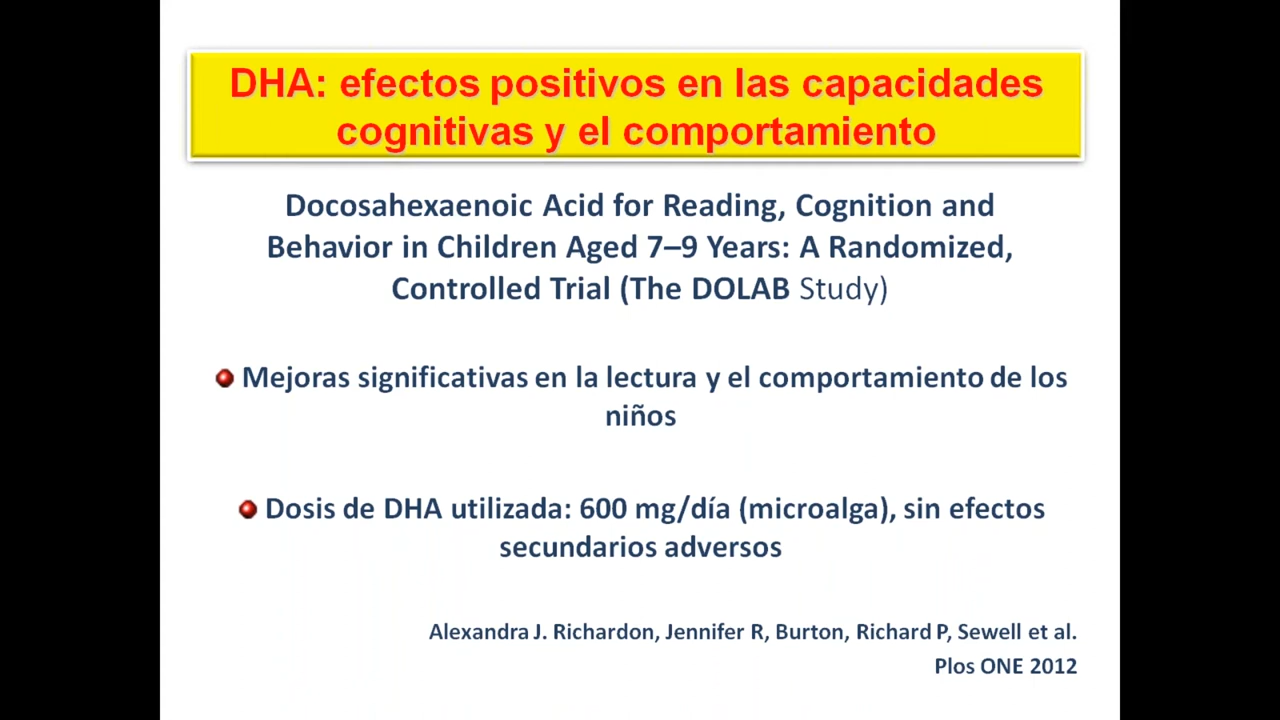 DHA: efectos positivos en las capacidades
cognitivas y el comportamiento
Docosahexaenoic Acid for Reading, Cognition and
Behavior in Children Aged 7–9 Years: A Randomized,
Controlled Trial (The DOLAB Study)
Mejoras significativas en la lectura y el comportamiento de los
niños
Dosis de DHA utilizada: 600 mg/día (microalga), sin efectos
secundarios adversos
Alexandra J. Richardon, Jennifer R, Burton, Richard P, Sewell et al.
Plos ONE 2012